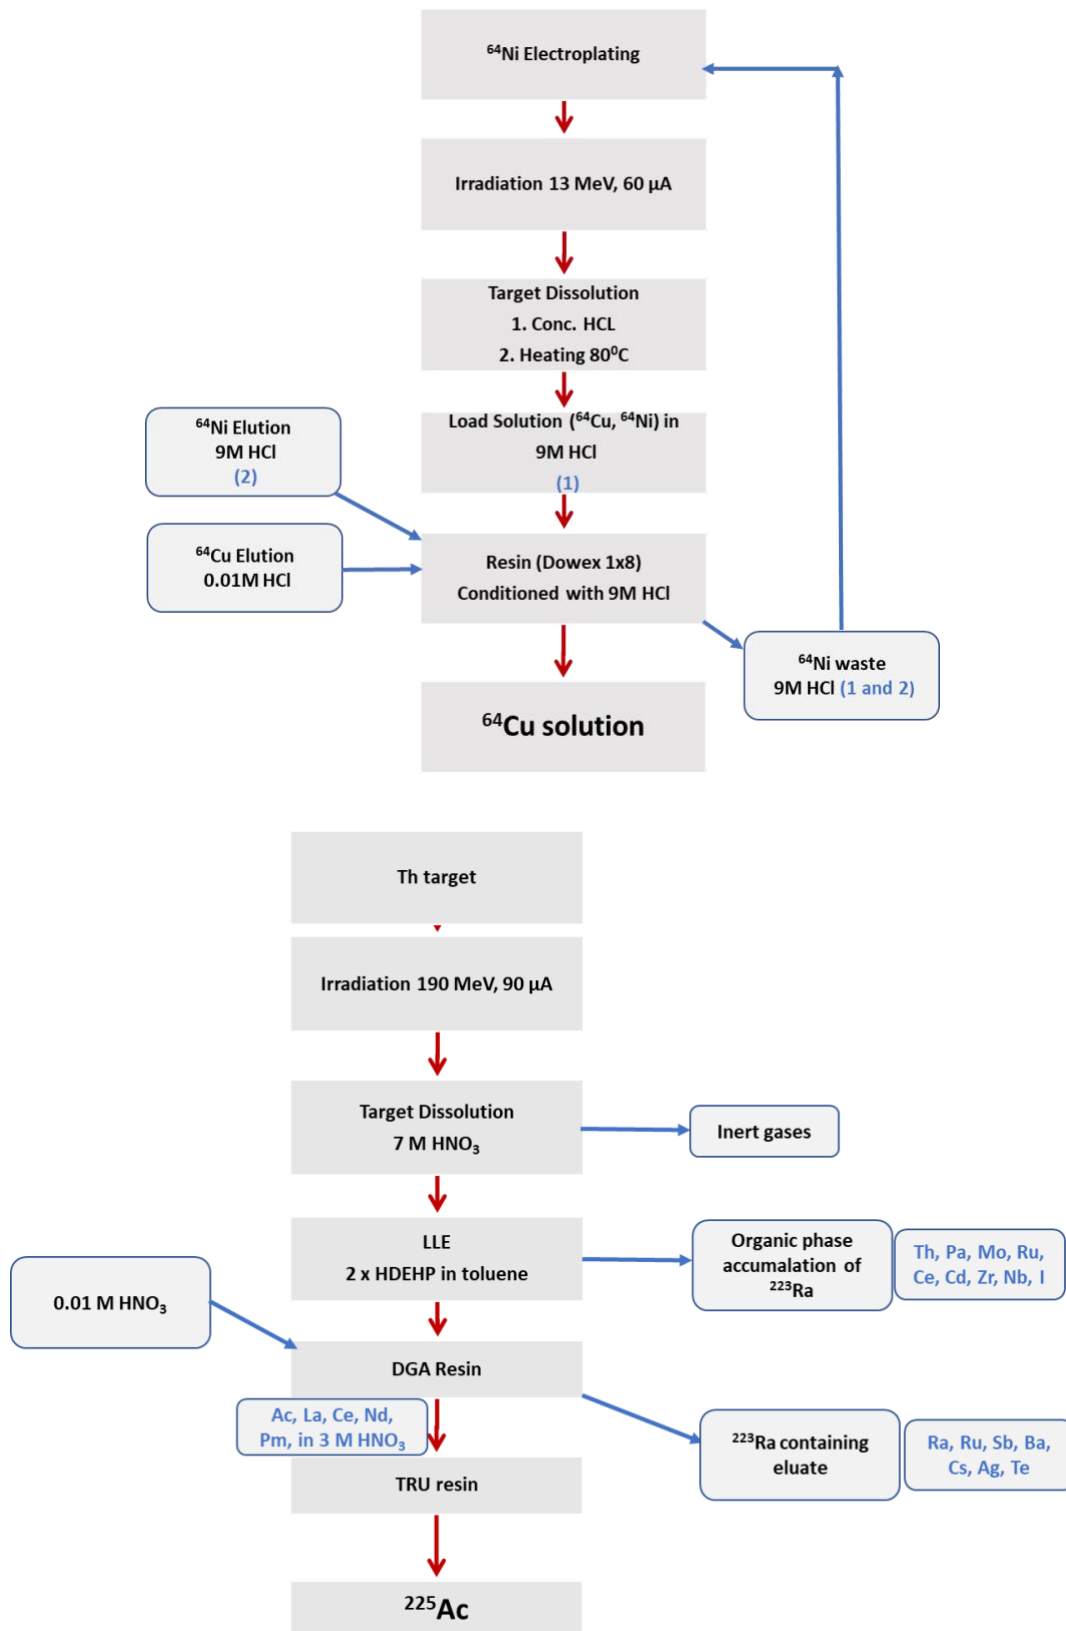 ⁶⁴Ni Electroplating
Irradiation 13 MeV, 60 µA
Target Dissolution
1. Conc. HCL
2. Heating 80⁰C
Load Solution (⁶⁴Cu, ⁶⁴Ni) in
9M HCl
(1)
⁶⁴Ni Elution
9M HCl
(2)
⁶⁴Cu Elution
0.01M HCl
Resin (Dowex 1x8)
Conditioned with 9M HCl
⁶⁴Ni waste
9M HCl (1 and 2)
⁶⁴Cu solution
Th target
Irradiation 190 MeV, 90 µA
Target Dissolution
7 M HNO₃
Inert gases
LLE
2 x HDEHP in toluene
Organic phase
accumalation of
²²³Ra
Th, Pa, Mo, Ru,
Ce, Cd, Zr, Nb, I
0.01 M HNO₃
DGA Resin
Ac, La, Ce, Nd,
Pm, in 3 M HNO₃
²²³Ra containing
eluate
Ra, Ru, Sb, Ba,
Cs, Ag, Te
TRU resin
²²⁵Ac